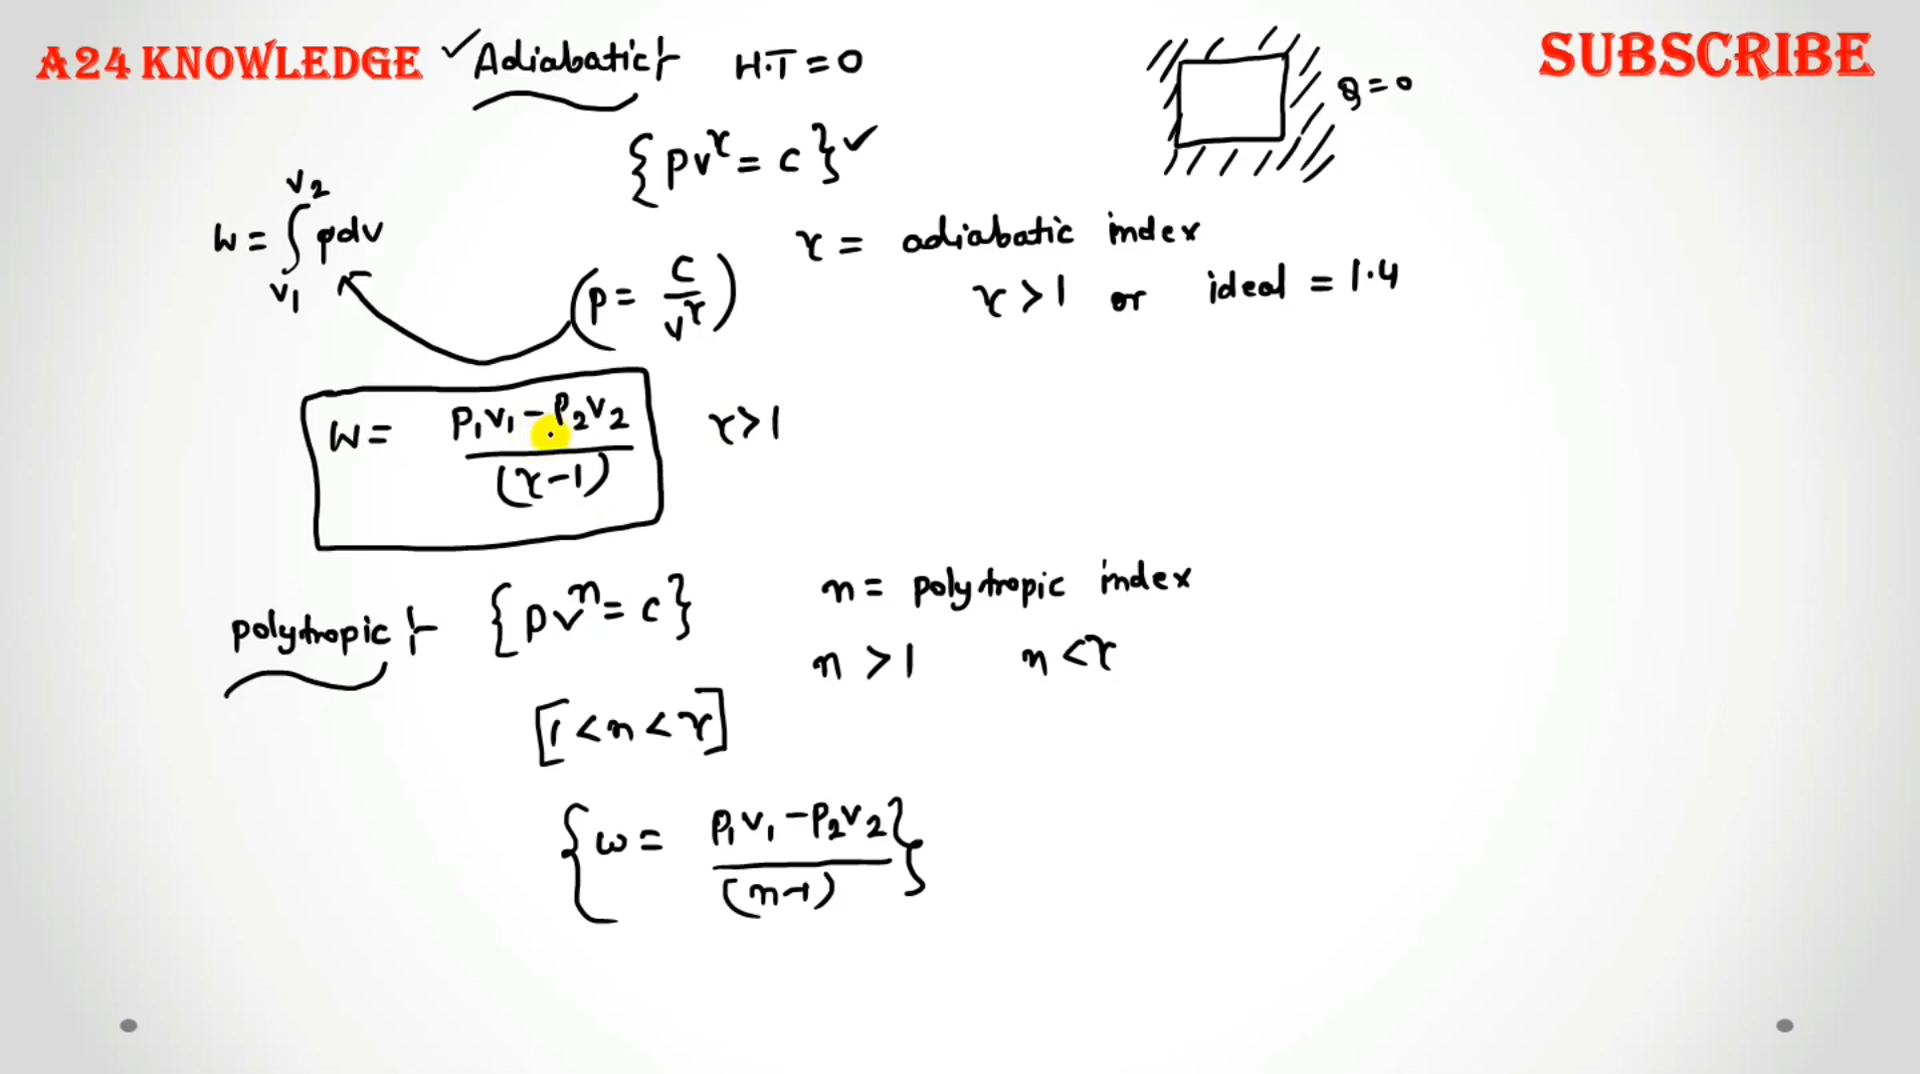 A24 KNOWLEDGE
SUBSCRIBE
✓Adiabatic :- H.T = 0
Q = 0
{PV^γ = C}✓
W = ∫_{V1}^{V2} pdv
γ = adiabatic index
(P = C/V^γ)
γ > 1 or ideal = 1.4
W = (P1V1 - P2V2)/(γ-1)
γ > 1
polytropic :- {PV^n = C}
n = polytropic index
n > 1 n < γ
[1 < n < γ]
{W = (P1V1 - P2V2)/(n-1)}